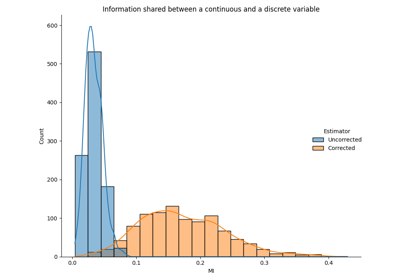 Information shared between a continuous and a discrete variable
600
500
400
300
200
100
0
Count
0.0
0.1
0.2
0.3
0.4
MI
Estimator
Uncorrected
Corrected